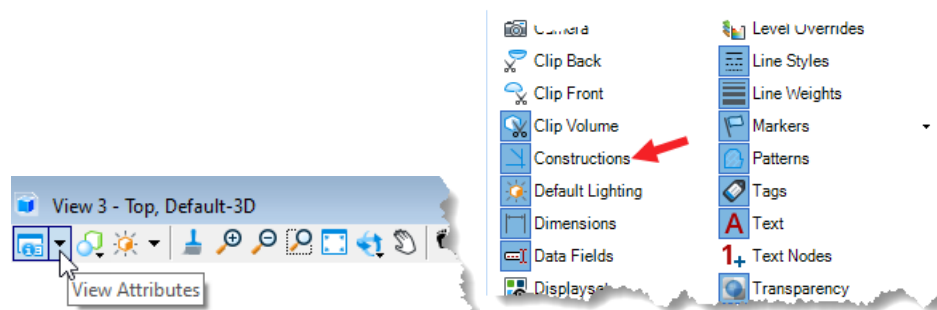 View 3 - Top, Default-3D
View Attributes
Level Overrides
Clip Back
Line Styles
Clip Front
Line Weights
Clip Volume
Markers
Constructions
Patterns
Default Lighting
Tags
Dimensions
A Text
Data Fields
1+ Text Nodes
Transparency